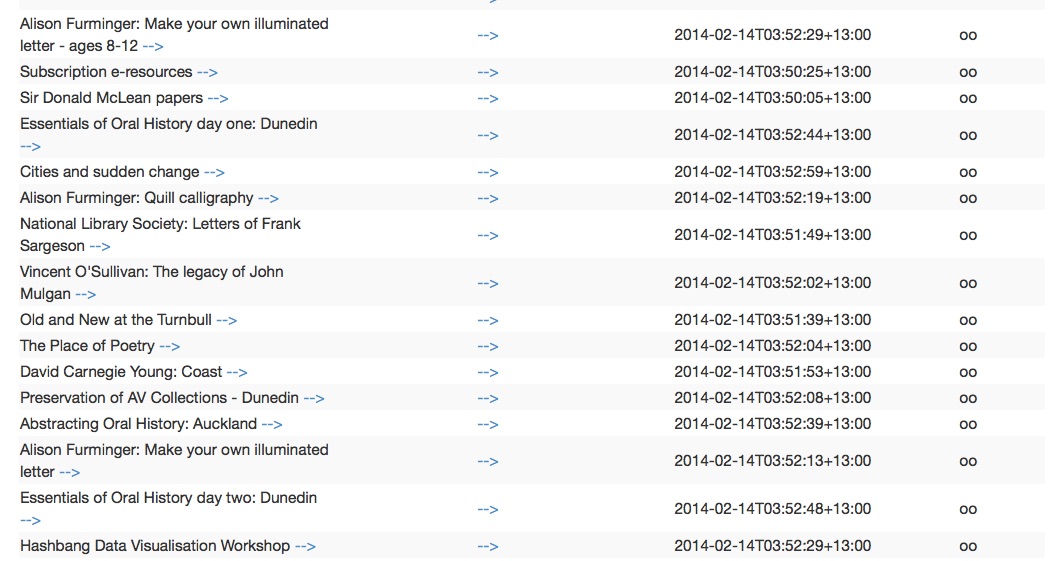 -->
Alison Furminger: Make your own illuminated
letter - ages 8-12 --> --> 2014-02-14T03:52:29+13:00 oo
Subscription e-resources --> --> 2014-02-14T03:50:25+13:00 oo
Sir Donald McLean papers --> --> 2014-02-14T03:50:05+13:00 oo
Essentials of Oral History day one: Dunedin
--> --> 2014-02-14T03:52:44+13:00 oo
Cities and sudden change --> --> 2014-02-14T03:52:59+13:00 oo
Alison Furminger: Quill calligraphy --> --> 2014-02-14T03:52:19+13:00 oo
National Library Society: Letters of Frank
Sargeson --> --> 2014-02-14T03:51:49+13:00 oo
Vincent O'Sullivan: The legacy of John
Mulgan --> --> 2014-02-14T03:52:02+13:00 oo
Old and New at the Turnbull --> --> 2014-02-14T03:51:39+13:00 oo
The Place of Poetry --> --> 2014-02-14T03:52:04+13:00 oo
David Carnegie Young: Coast --> --> 2014-02-14T03:51:53+13:00 oo
Preservation of AV Collections - Dunedin --> --> 2014-02-14T03:52:08+13:00 oo
Abstracting Oral History: Auckland --> --> 2014-02-14T03:52:39+13:00 oo
Alison Furminger: Make your own illuminated
letter --> --> 2014-02-14T03:52:13+13:00 oo
Essentials of Oral History day two: Dunedin
--> --> 2014-02-14T03:52:48+13:00 oo
Hashbang Data Visualisation Workshop --> --> 2014-02-14T03:52:29+13:00 oo